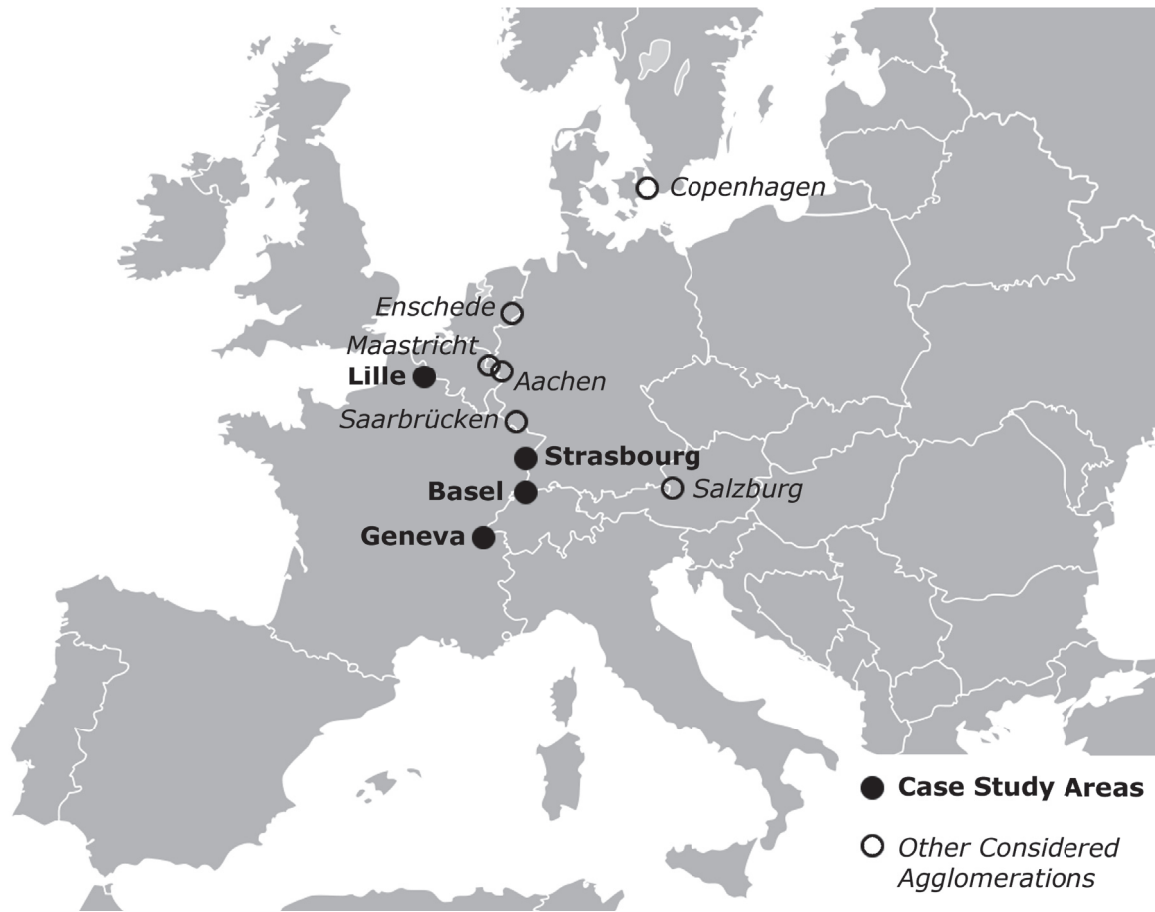 Copenhagen
Enschede
Maastricht
Lille
Aachen
Saarbrücken
Strasbourg
Basel
Salzburg
Geneva
Case Study Areas
Other Considered
Agglomerations